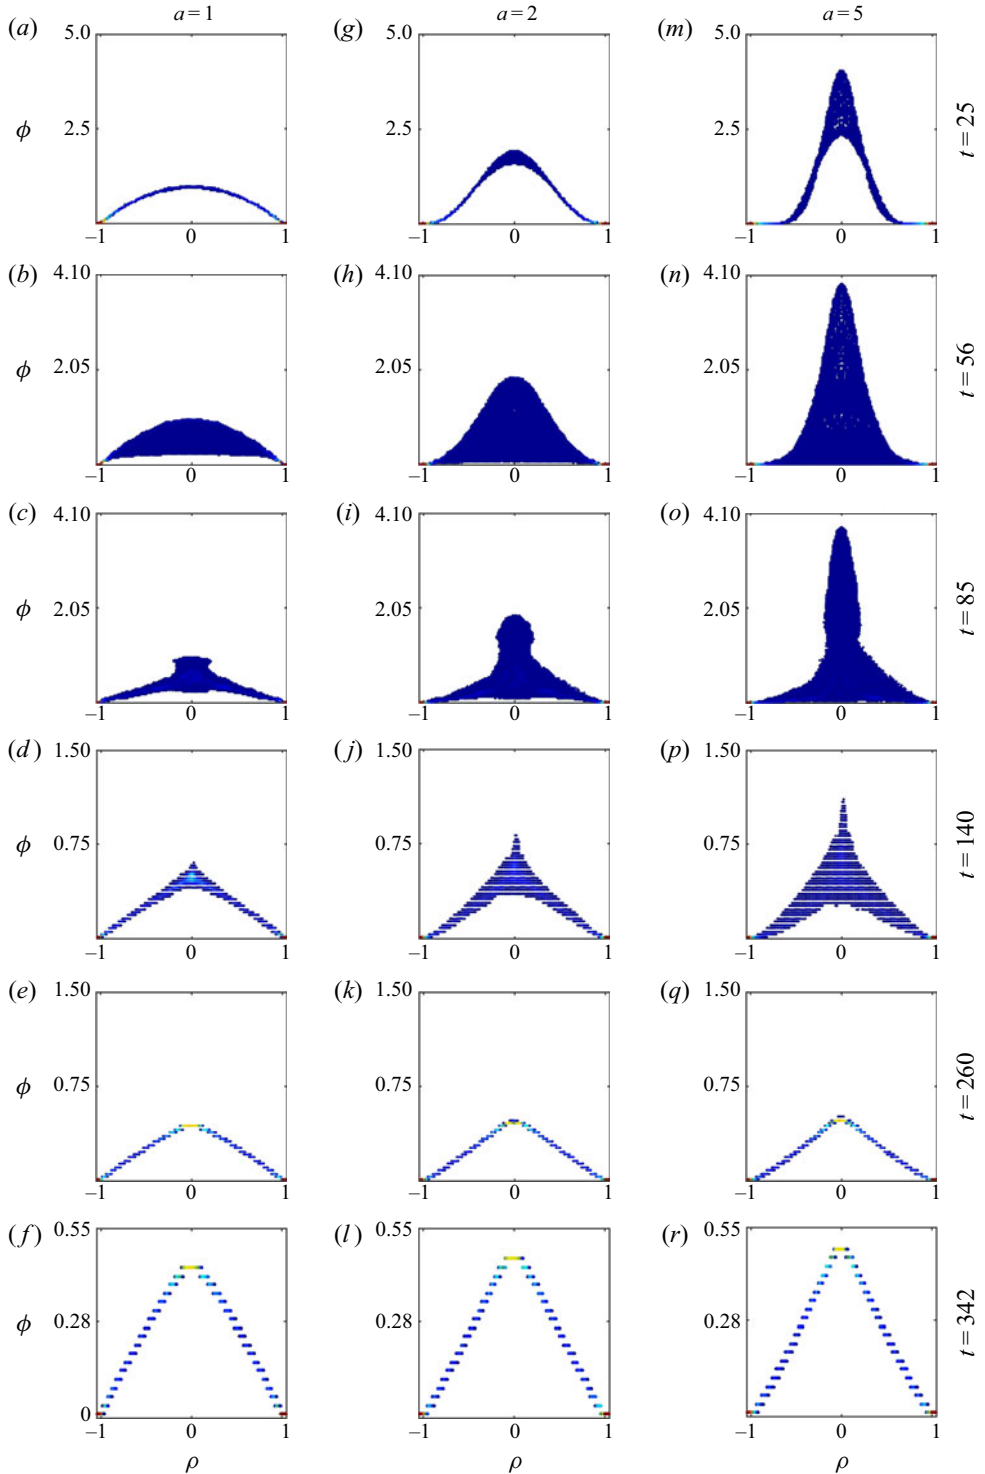 a = 1 a = 2 a = 5
(a) 5.0 (g) 5.0 (m) 5.0
ϕ 2.5 2.5 2.5 t = 25
–1 0 1 –1 0 1 –1 0 1
(b) 4.10 (h) 4.10 (n) 4.10
ϕ 2.05 2.05 2.05 t = 56
–1 0 1 –1 0 1 –1 0 1
(c) 4.10 (i) 4.10 (o) 4.10
ϕ 2.05 2.05 2.05 t = 85
–1 0 1 –1 0 1 –1 0 1
(d) 1.50 (j) 1.50 (p) 1.50
ϕ 0.75 0.75 0.75 t = 140
–1 0 1 –1 0 1 –1 0 1
(e) 1.50 (k) 1.50 (q) 1.50
ϕ 0.75 0.75 0.75 t = 260
–1 0 1 –1 0 1 –1 0 1
(f) 0.55 (l) 0.55 (r) 0.55
ϕ 0.28 0.28 0.28 t = 342
0
–1 0 1 –1 0 1 –1 0 1
ρ ρ ρ